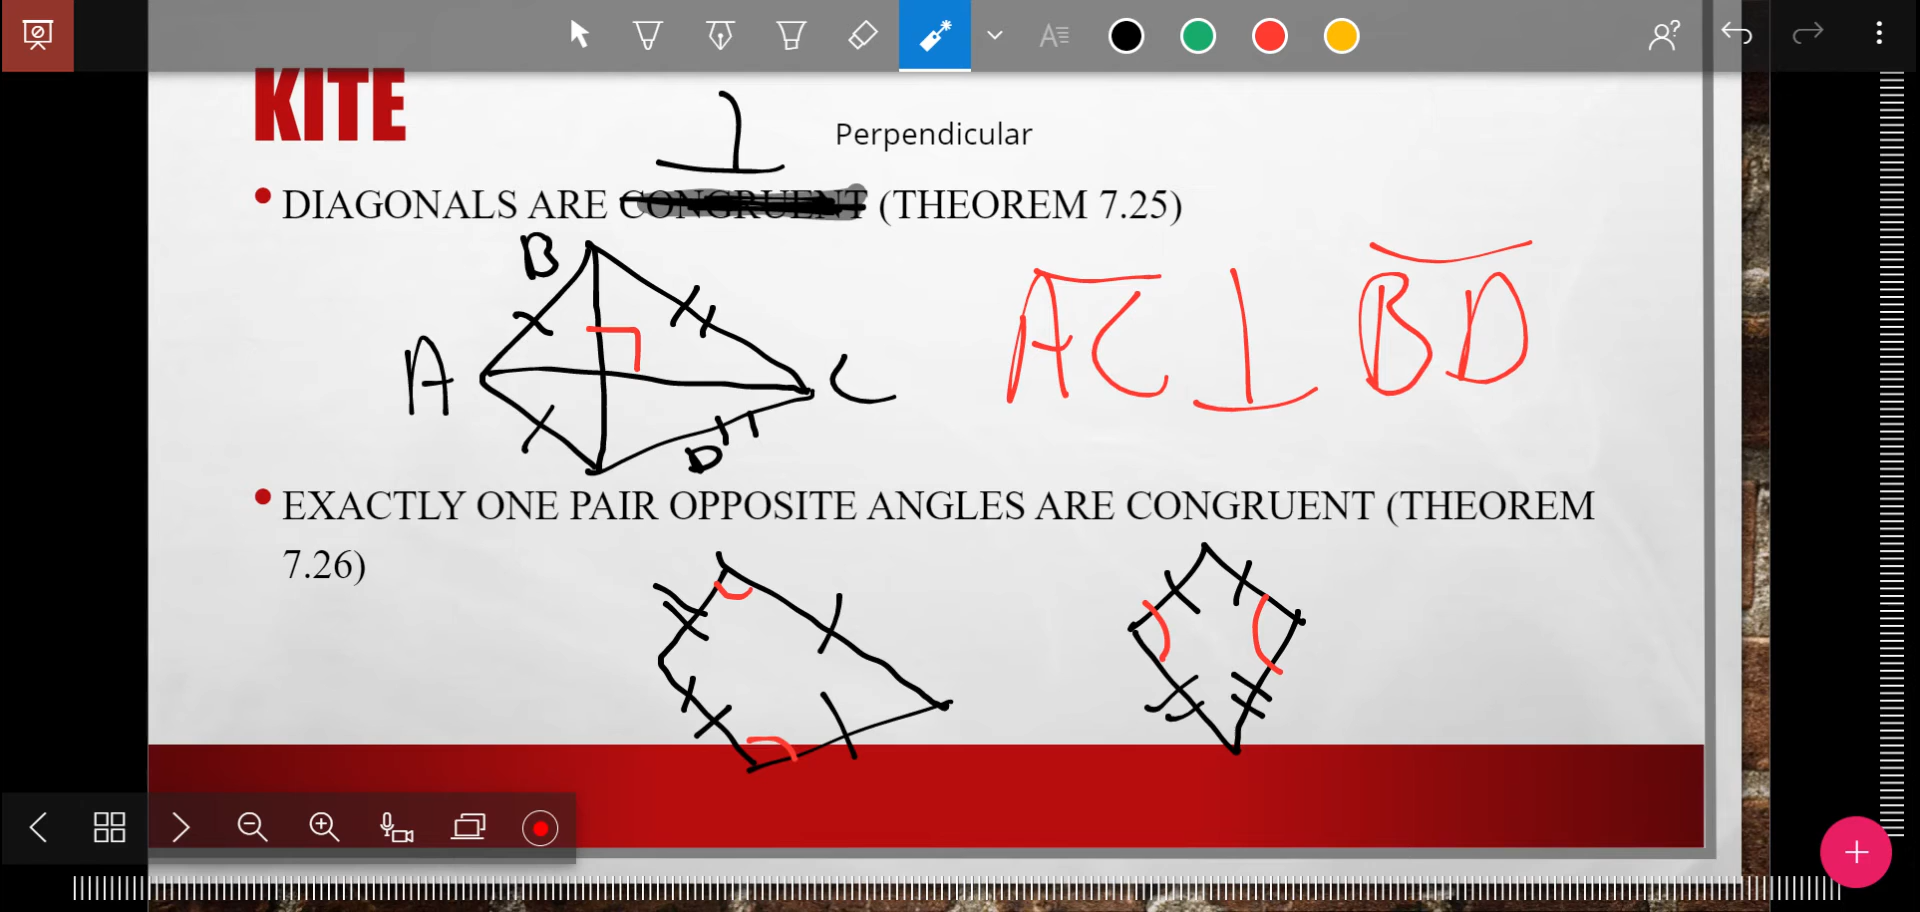 KITE
⊥ Perpendicular
• DIAGONALS ARE CONGRUENT (THEOREM 7.25)
B
A
C
D
AC ⊥ BD
• EXACTLY ONE PAIR OPPOSITE ANGLES ARE CONGRUENT (THEOREM
7.26)